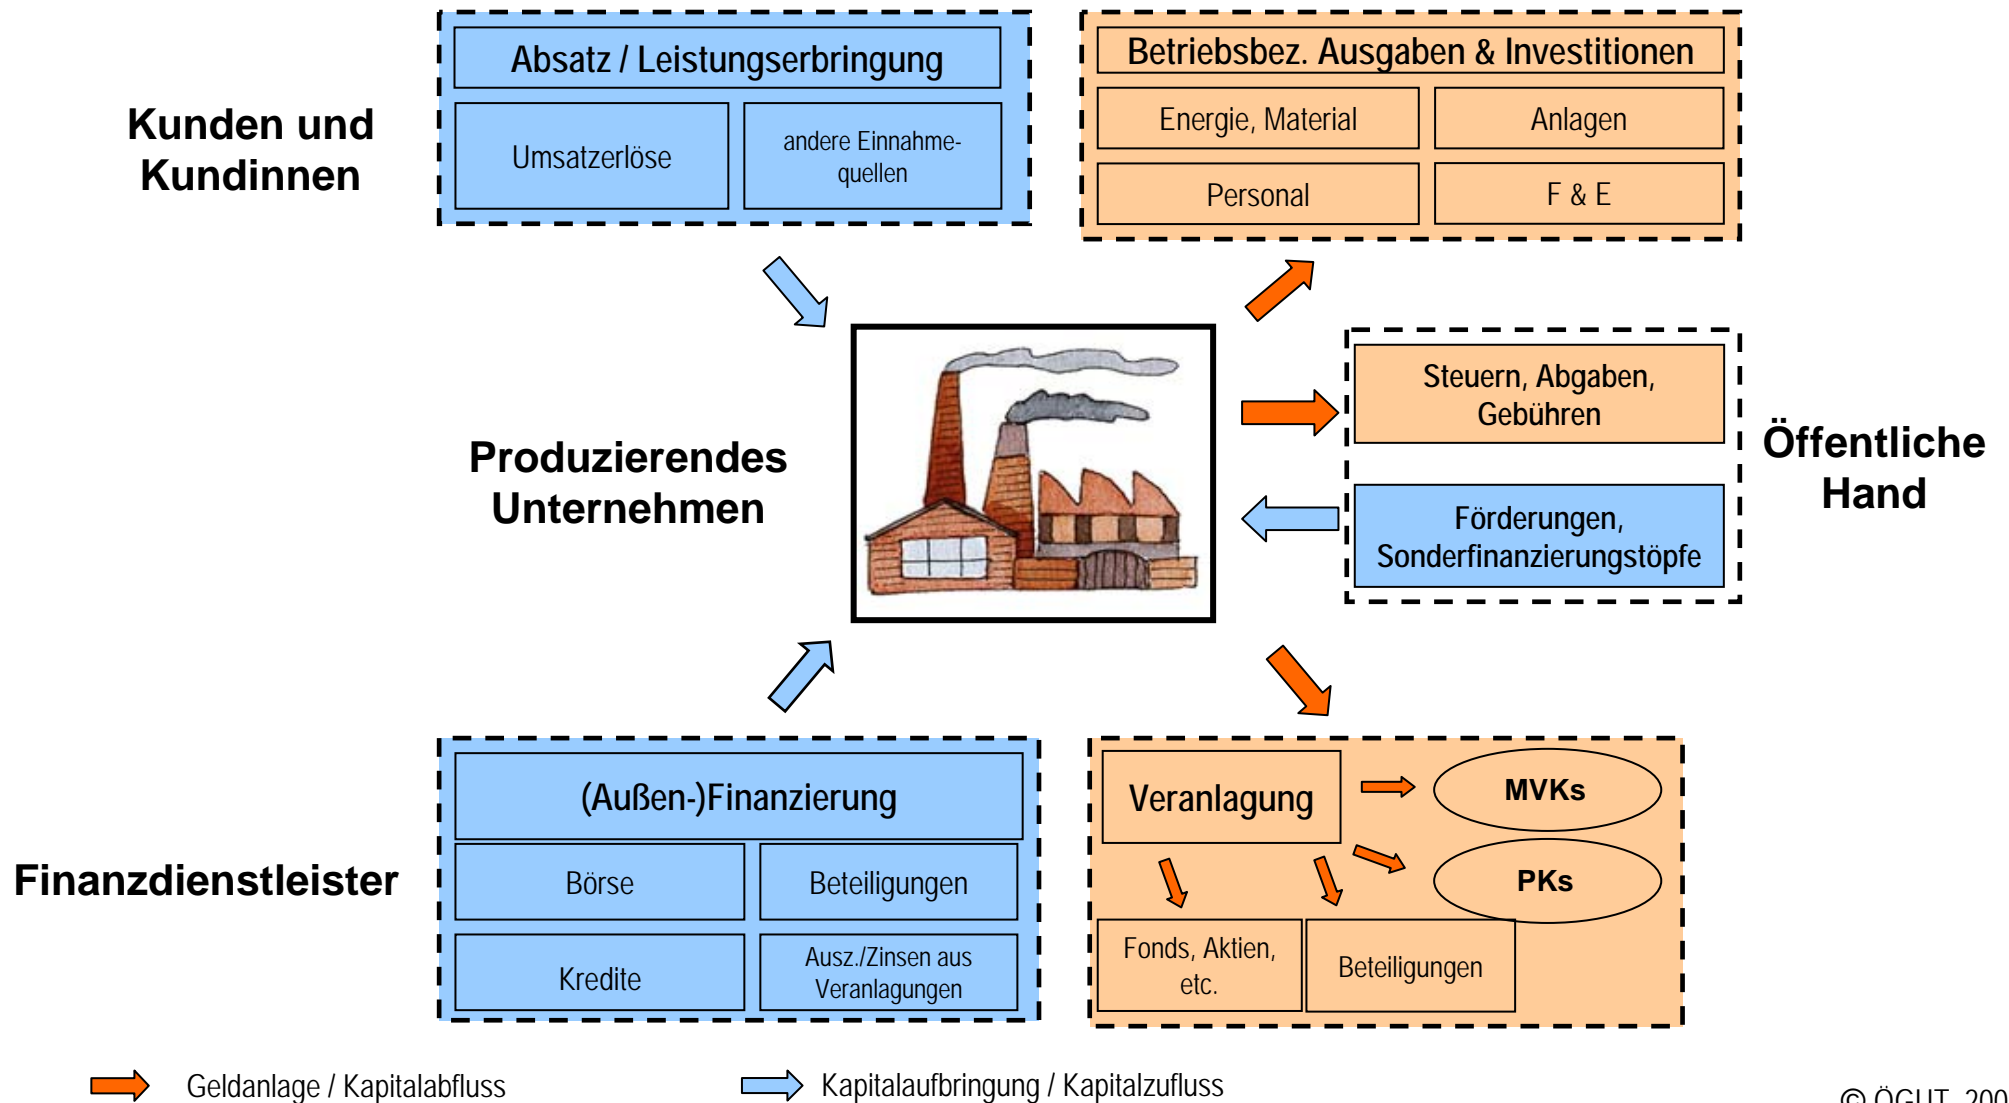 Absatz / Leistungserbringung
Umsatzerlöse
andere Einnahme-
quellen
Betriebsbez. Ausgaben & Investitionen
Energie, Material
Anlagen
Personal
F & E
Kunden und
Kundinnen
Produzierendes
Unternehmen
Steuern, Abgaben,
Gebühren
Förderungen,
Sonderfinanzierungstöpfe
Öffentliche
Hand
Finanzdienstleister
(Außen-)Finanzierung
Börse
Beteiligungen
Kredite
Ausz./Zinsen aus
Veranlagungen
Veranlagung
MVKs
PKs
Fonds, Aktien,
etc.
Beteiligungen
Geldanlage / Kapitalabfluss
Kapitalaufbringung / Kapitalzufluss
© ÖGUT